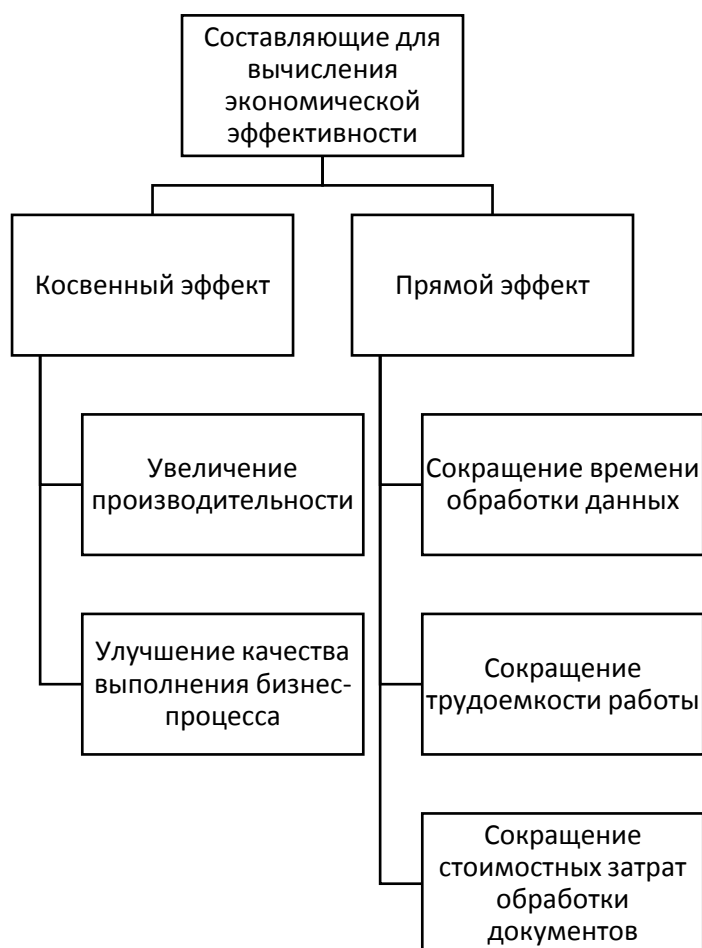 Составляющие для
вычисления
экономической
эффективности
Косвенный эффект
Прямой эффект
Увеличение
производительности
Сокращение времени
обработки данных
Улучшение качества
выполнения бизнес-
процесса
Сокращение
трудоемкости работы
Сокращение
стоимостных затрат
обработки
документов